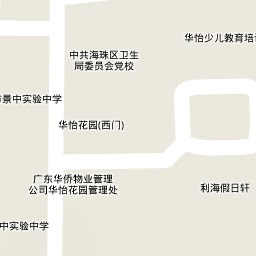 华怡少儿教育培
中共海珠区卫生
局委员会党校
景中实验中学
华怡花园(西门)
广东华侨物业管理
公司华怡花园管理处
利海假日轩
中实验中学